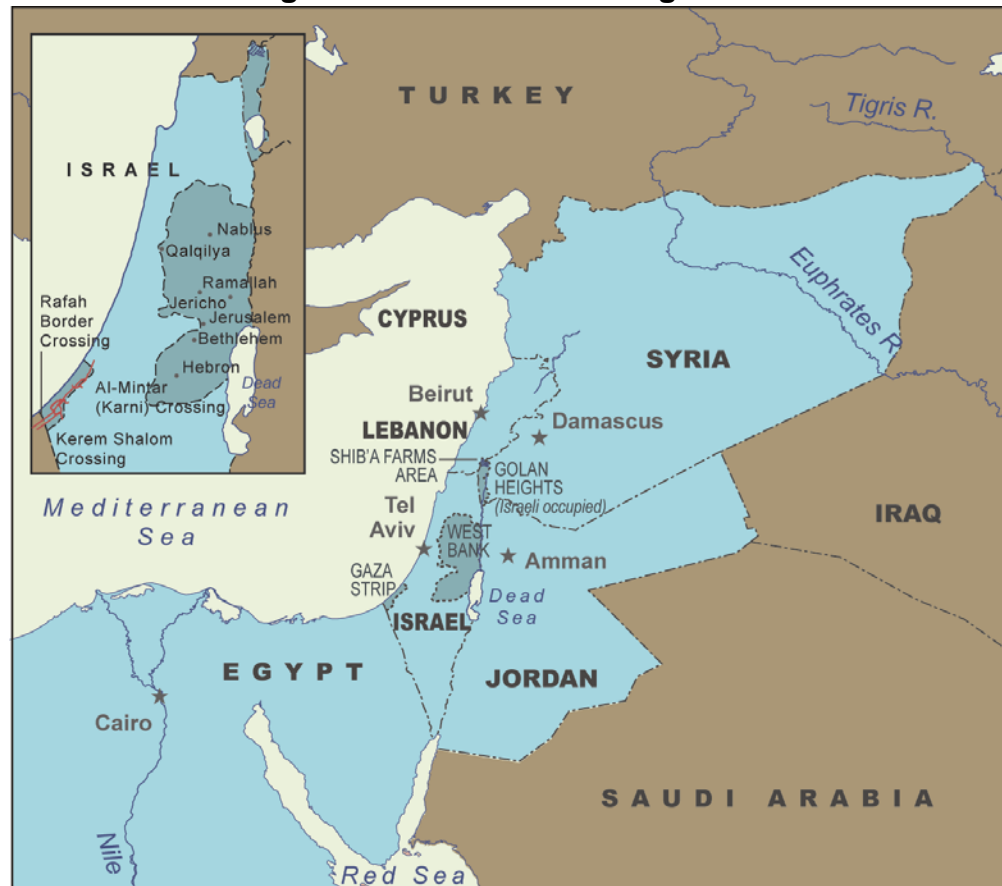 TURKEY
Tigris R.
ISRAEL
Nablus
Qalqilya
Ramallah
Jericho
Jerusalem
Bethlehem
Hebron
Dead
Sea
Rafah
Border
Crossing
Al-Mintar
(Karni) Crossing
Kerem Shalom
Crossing
Euphrates R.
CYPRUS
SYRIA
Beirut
Damascus
LEBANON
SHIB'A FARMS
AREA
GOLAN
HEIGHTS
(Israeli occupied)
Mediterranean
Sea
Tel
Aviv
WEST
BANK
IRAQ
Amman
GAZA
STRIP
Dead
Sea
ISRAEL
EGYPT
JORDAN
Cairo
SAUDI ARABIA
Nile
Red Sea